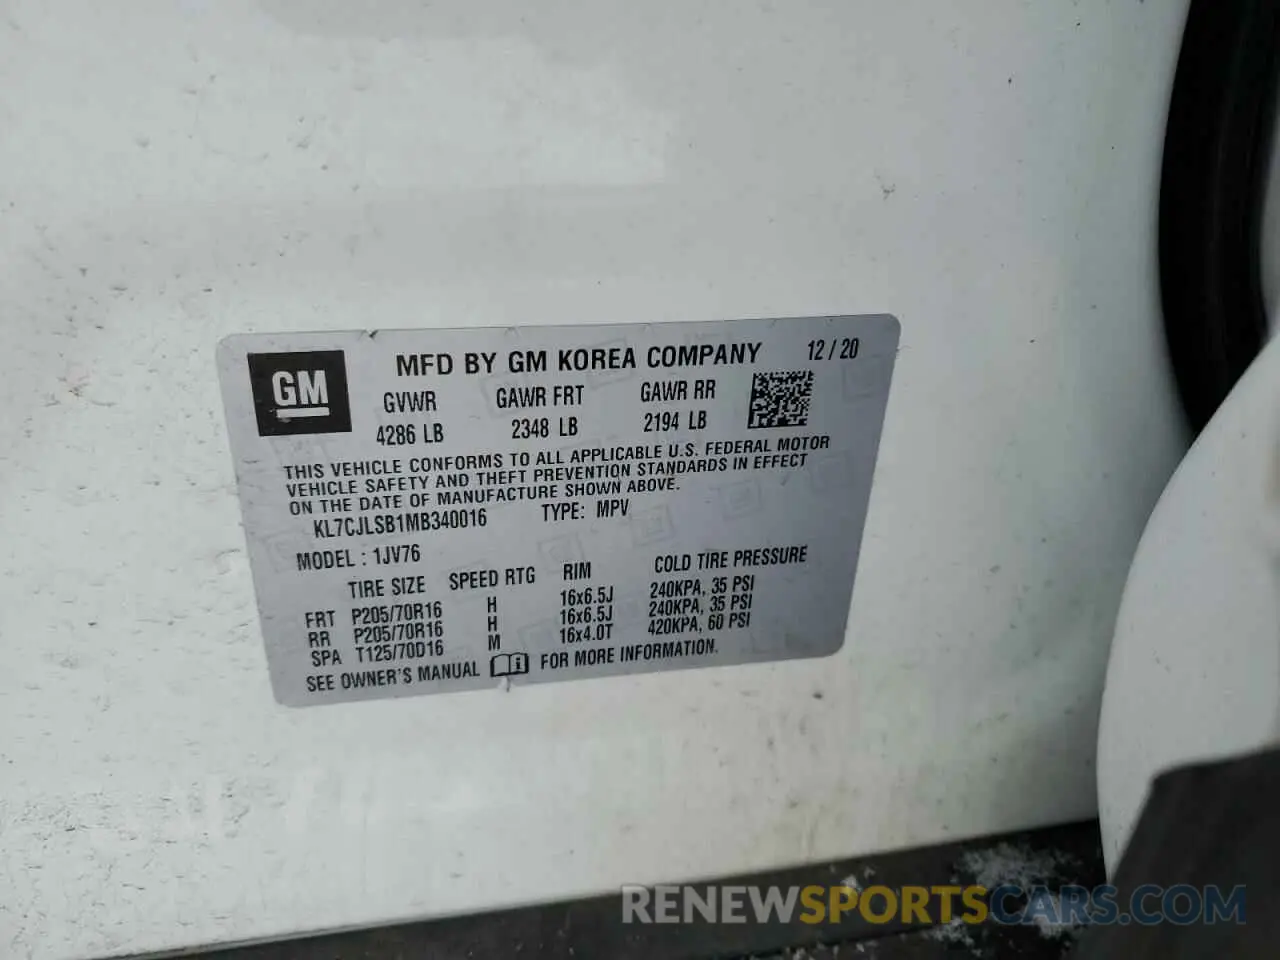 GM
MFD BY GM KOREA COMPANY 12/20
GVWR GAWR FRT GAWR RR
4286 LB 2348 LB 2194 LB
THIS VEHICLE CONFORMS TO ALL APPLICABLE U.S. FEDERAL MOTOR
VEHICLE SAFETY AND THEFT PREVENTION STANDARDS IN EFFECT
ON THE DATE OF MANUFACTURE SHOWN ABOVE.
KL7CJLSB1MB340016 TYPE: MPV
MODEL : 1JV76
TIRE SIZE SPEED RTG RIM COLD TIRE PRESSURE
FRT P205/70R16 H 16x6.5J 240KPA, 35 PSI
RR P205/70R16 H 16x6.5J 240KPA, 35 PSI
SPA T125/70D16 M 16x4.0T 420KPA, 60 PSI
SEE OWNER'S MANUAL FOR MORE INFORMATION.
RENEWSPORTSCARS.COM